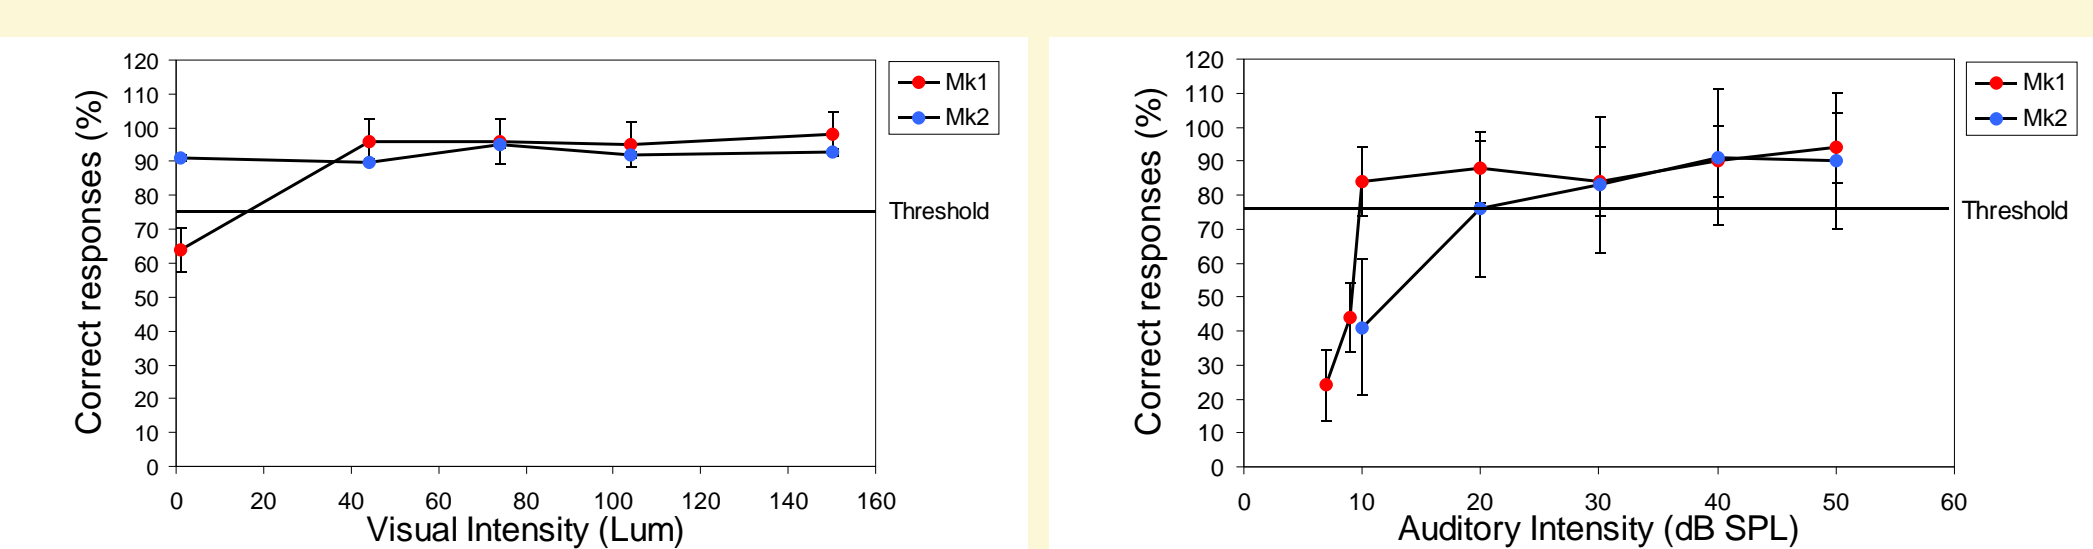 120
110
100
90
80
70
60
50
40
30
20
10
0
Correct responses (%)
0 20 40 60 80 100 120 140 160
Visual Intensity (Lum)
Mk1
Mk2
Threshold
120
110
100
90
80
70
60
50
40
30
20
10
0
Correct responses (%)
0 10 20 30 40 50 60
Auditory Intensity (dB SPL)
Mk1
Mk2
Threshold